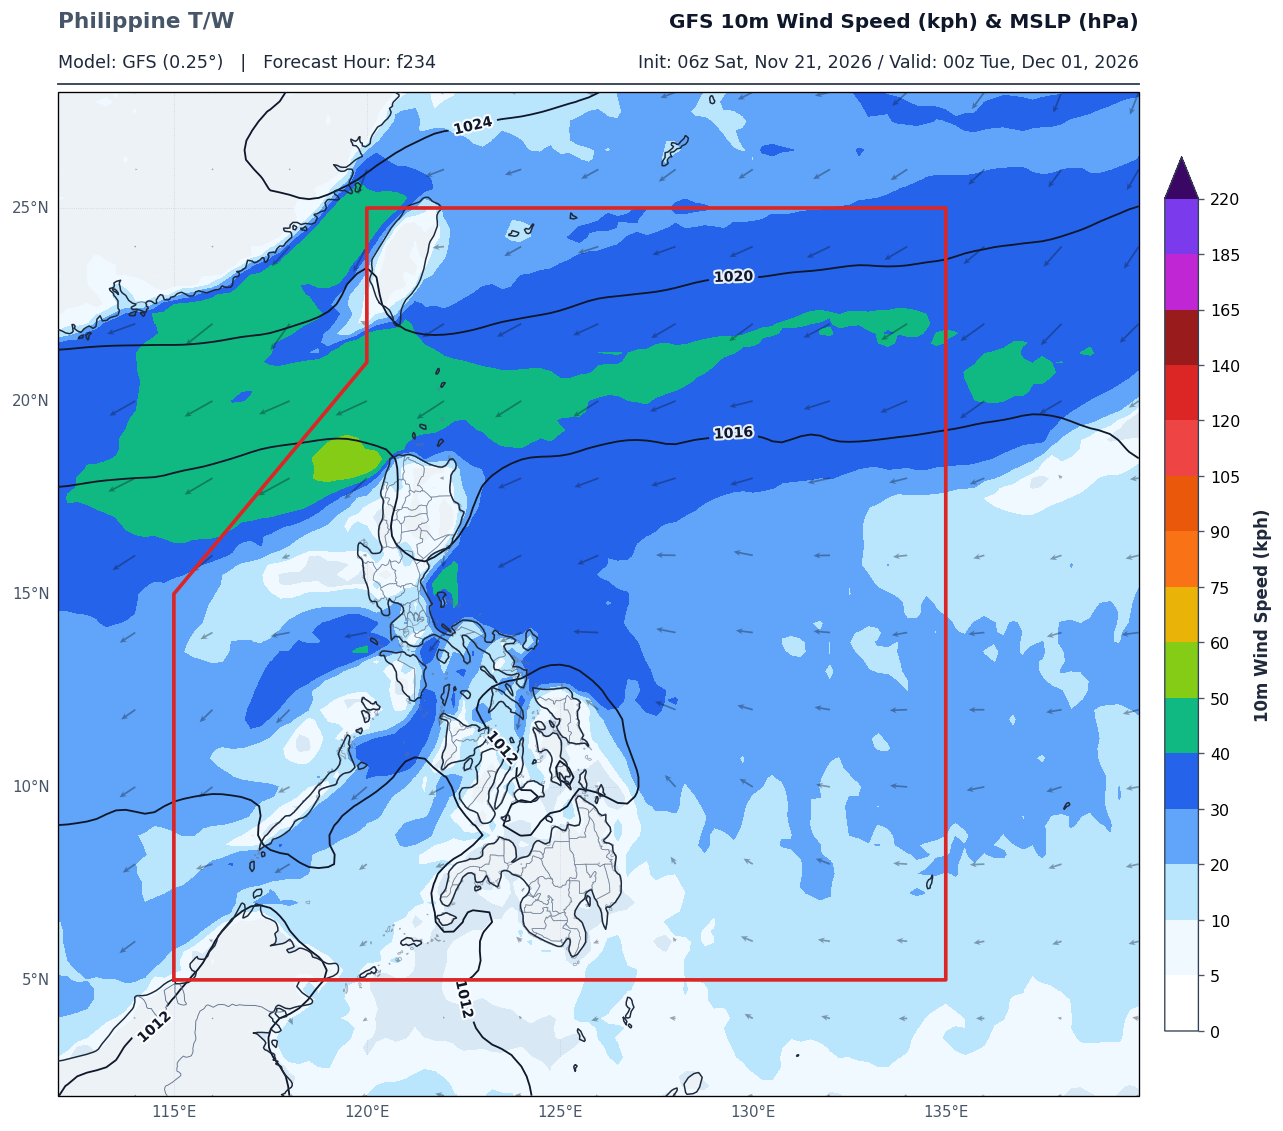 Philippine T/W
GFS 10m Wind Speed (kph) & MSLP (hPa)
Model: GFS (0.25°) | Forecast Hour: f234
Init: 06z Sat, Nov 21, 2026 / Valid: 00z Tue, Dec 01, 2026
1024
1020
1016
1012
1012
1012
25°N
20°N
15°N
10°N
5°N
115°E
120°E
125°E
130°E
135°E
220
185
165
140
120
105
90
75
60
50
40
30
20
10
5
0
10m Wind Speed (kph)